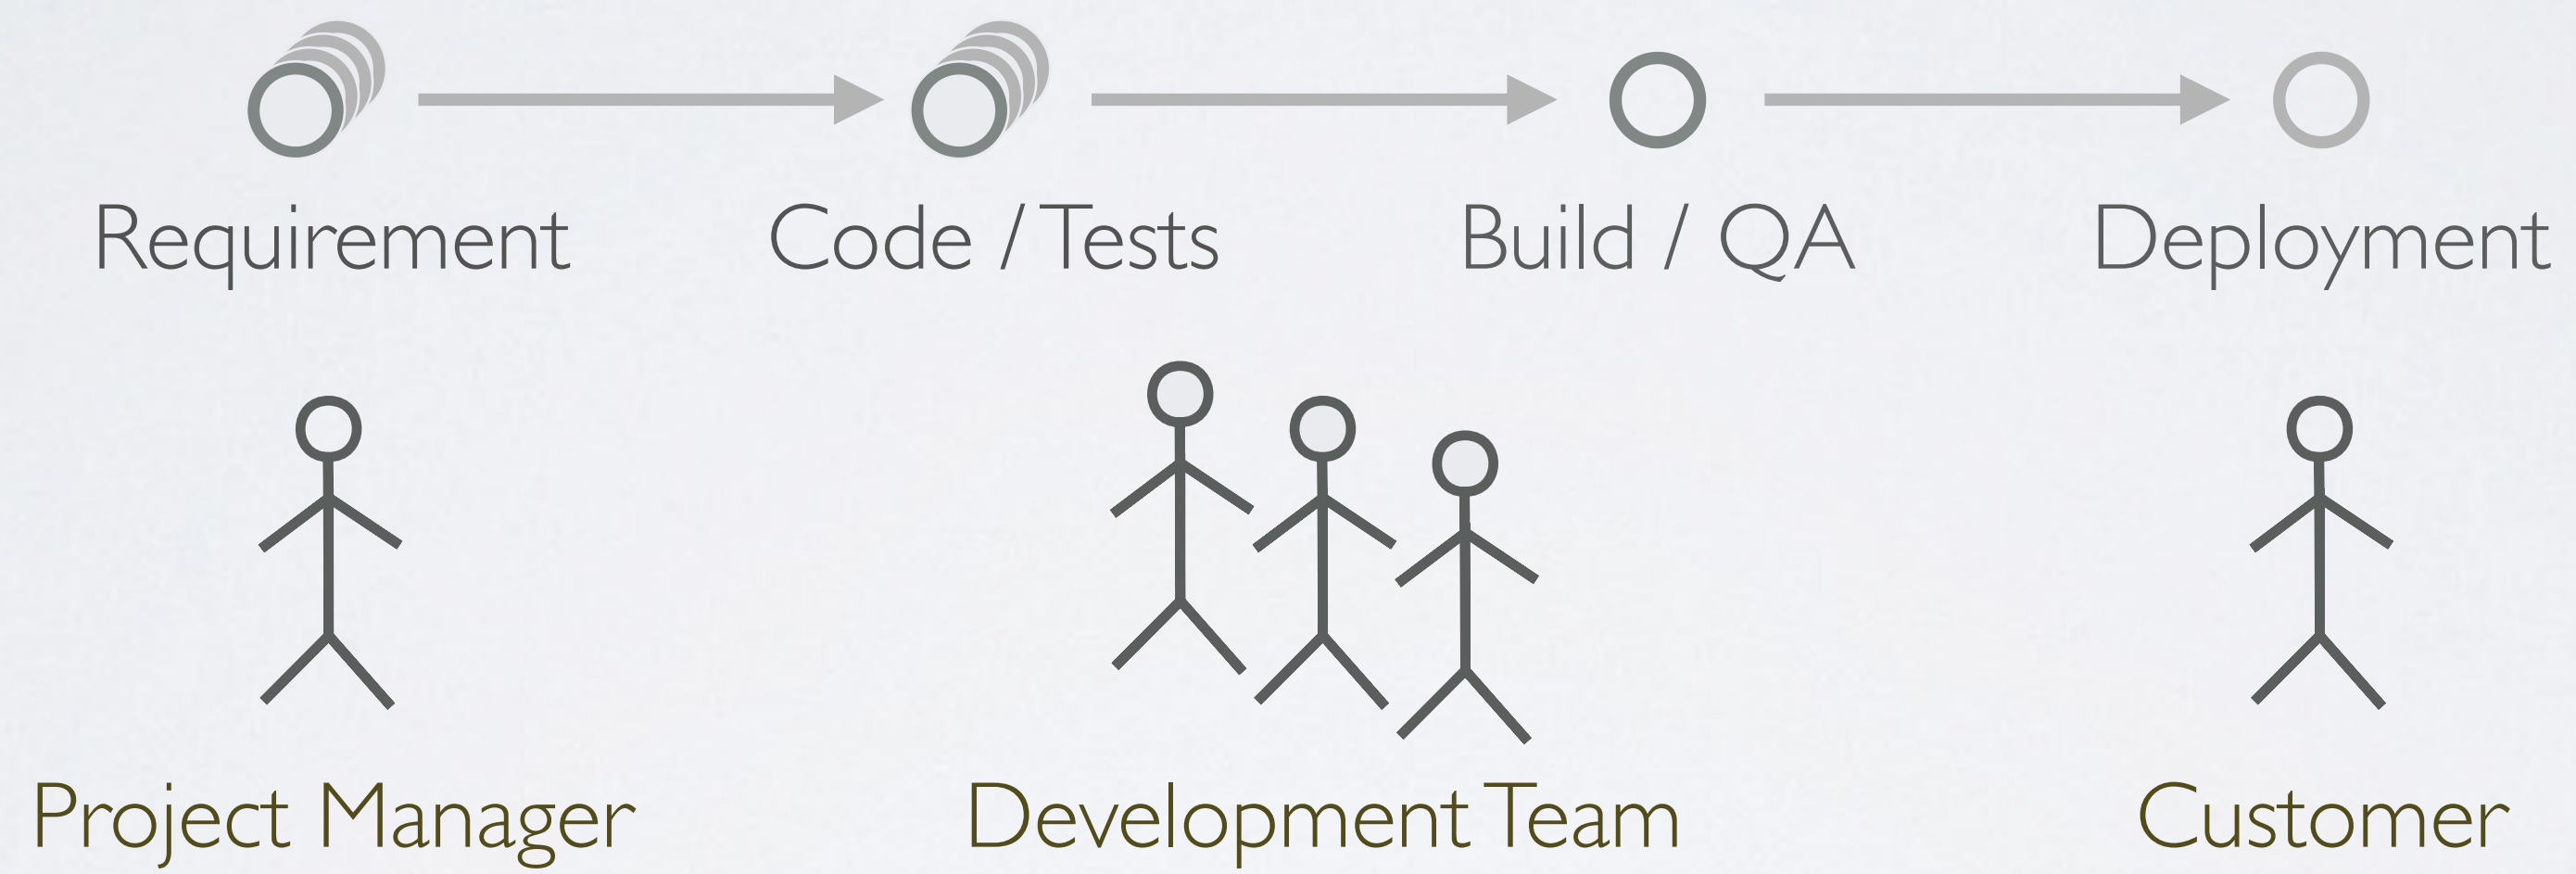 Requirement
Code / Tests
Build / QA
Deployment
Project Manager
Development Team
Customer